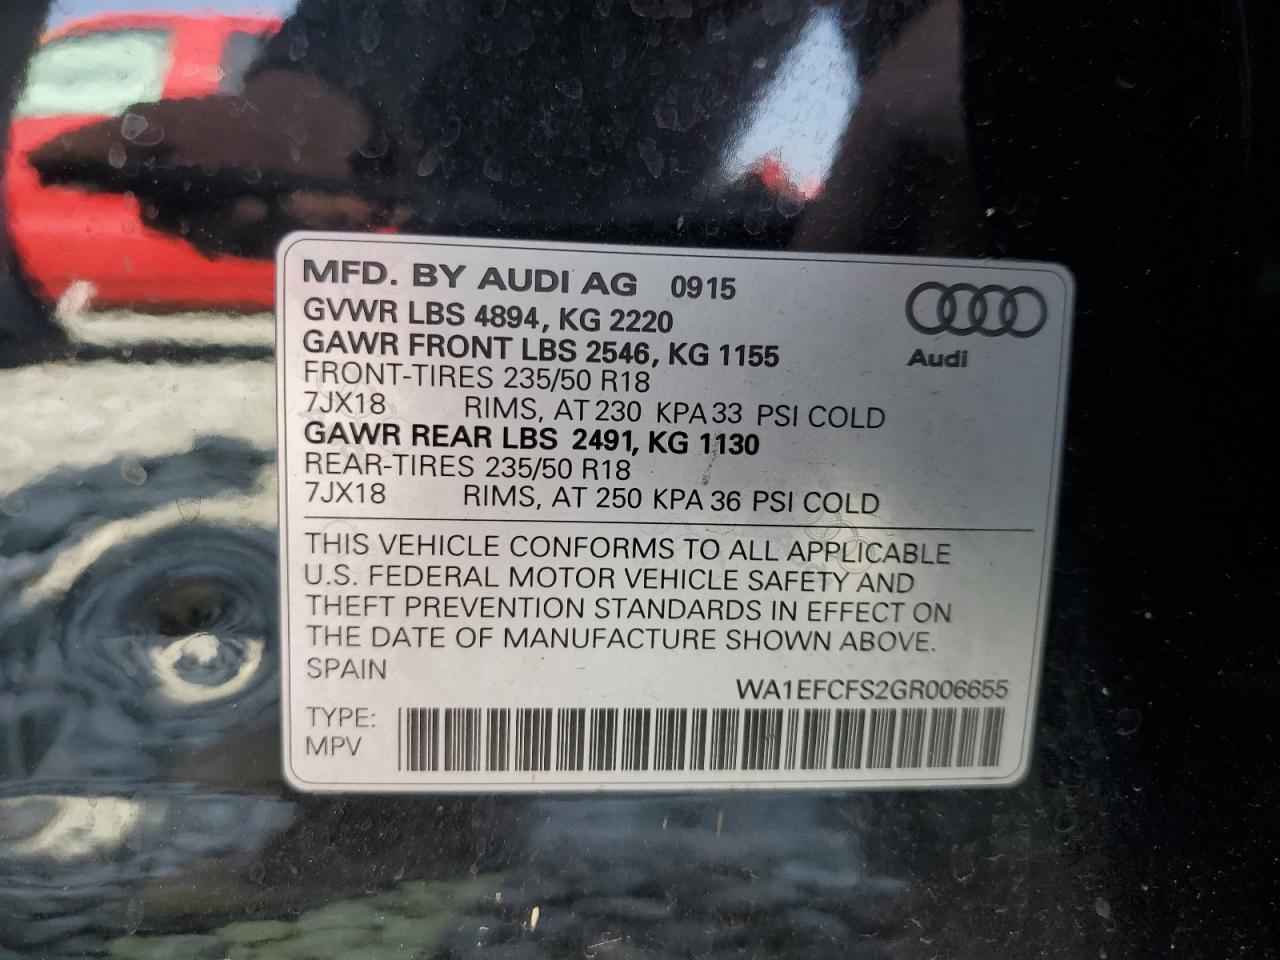 MFD. BY AUDI AG 0915
GVWR LBS 4894, KG 2220
GAWR FRONT LBS 2546, KG 1155
Audi
FRONT-TIRES 235/50 R18
7JX18 RIMS, AT 230 KPA 33 PSI COLD
GAWR REAR LBS 2491, KG 1130
REAR-TIRES 235/50 R18
7JX18 RIMS, AT 250 KPA 36 PSI COLD
THIS VEHICLE CONFORMS TO ALL APPLICABLE
U.S. FEDERAL MOTOR VEHICLE SAFETY AND
THEFT PREVENTION STANDARDS IN EFFECT ON
THE DATE OF MANUFACTURE SHOWN ABOVE.
SPAIN
WA1EFCFS2GR006655
TYPE:
MPV